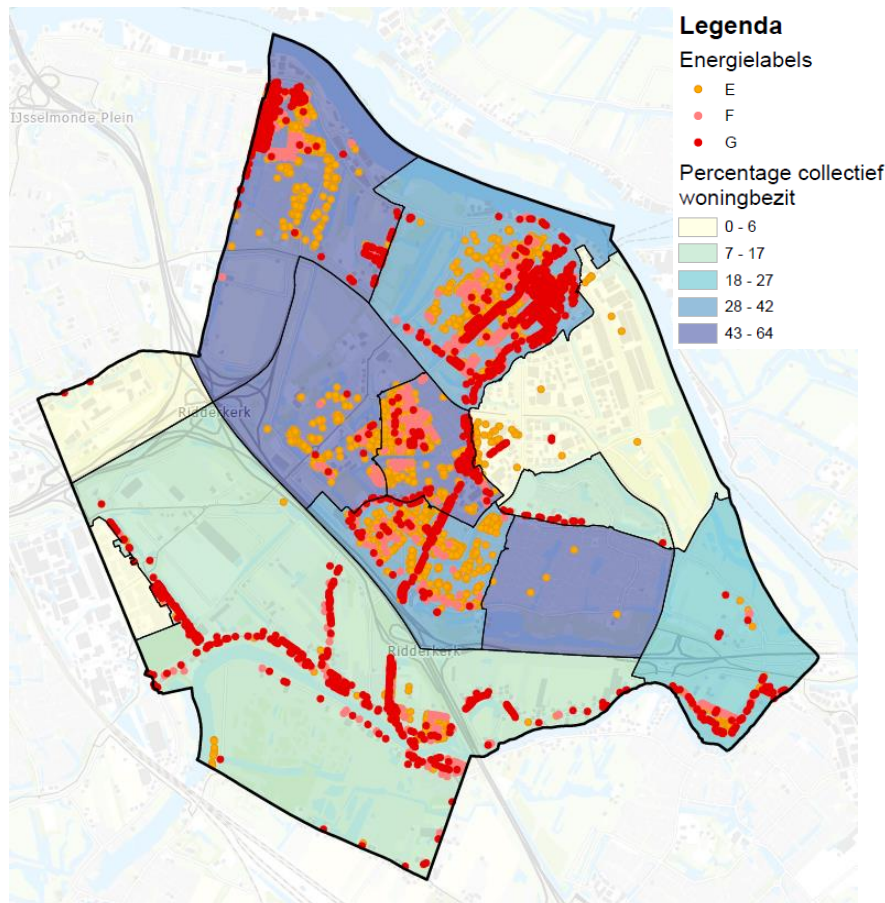 Legenda
Energielabels
E
F
G
Percentage collectief
woningbezit
0 - 6
7 - 17
18 - 27
28 - 42
43 - 64
IJsselmonde Plein
Ridderkerk
Ridderkerk